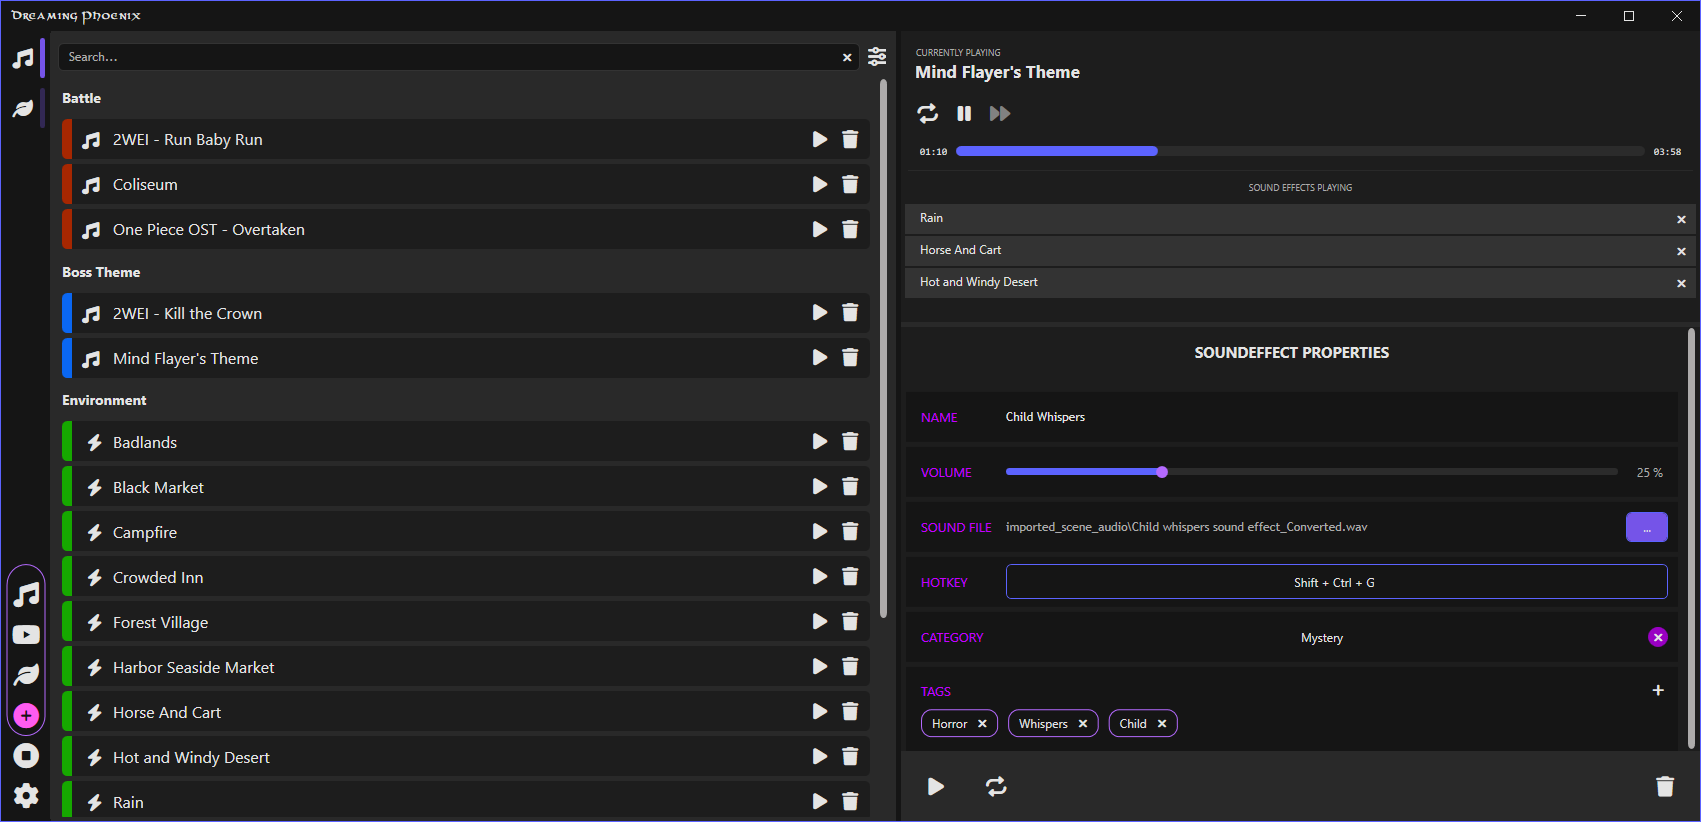 Dreaming Phoenix
Search...
Battle
2WEI - Run Baby Run
Coliseum
One Piece OST - Overtaken
Boss Theme
2WEI - Kill the Crown
Mind Flayer's Theme
Environment
Badlands
Black Market
Campfire
Crowded Inn
Forest Village
Harbor Seaside Market
Horse And Cart
Hot and Windy Desert
Rain
CURRENTLY PLAYING
Mind Flayer's Theme
01:10 03:58
SOUND EFFECTS PLAYING
Rain
Horse And Cart
Hot and Windy Desert
SOUNDEFFECT PROPERTIES
NAME Child Whispers
VOLUME 25 %
SOUND FILE imported_scene_audio\Child whispers sound effect_Converted.wav ...
HOTKEY Shift + Ctrl + G
CATEGORY Mystery
TAGS
Horror Whispers Child